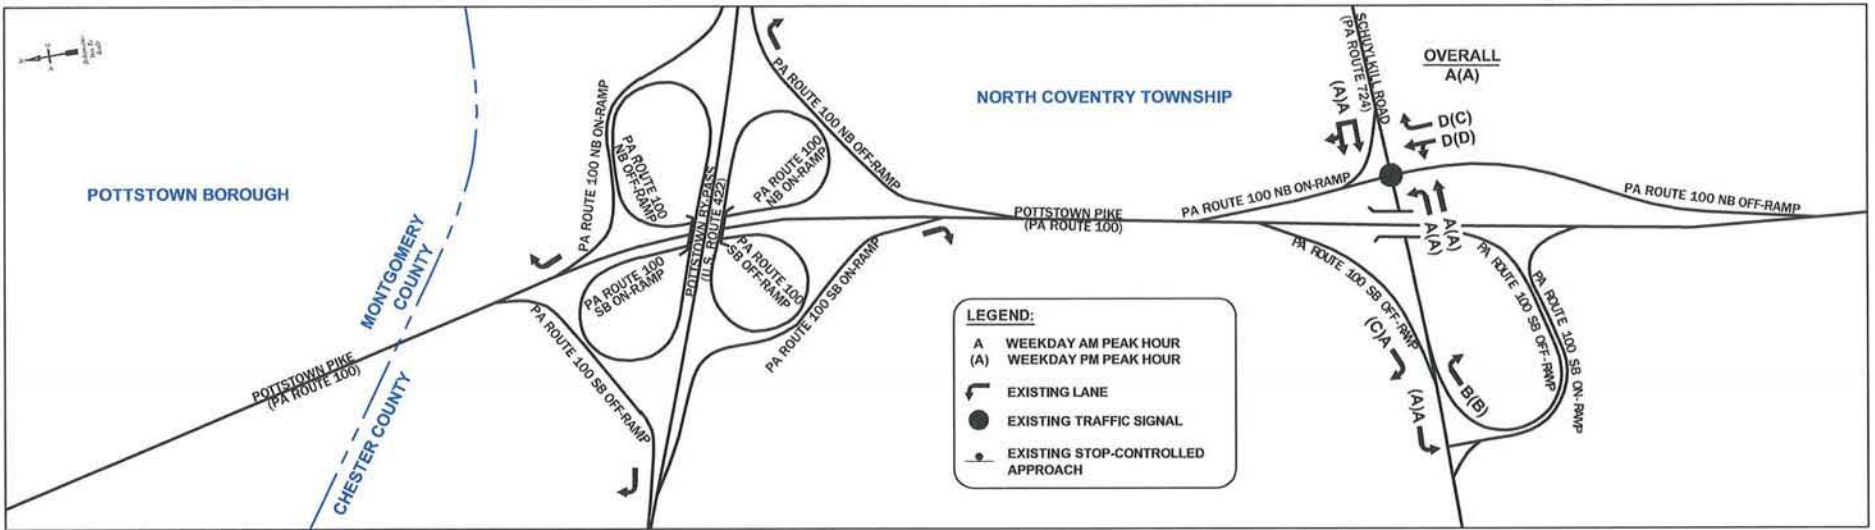 POTTSTOWN BOROUGH
MONTGOMERY
COUNTY
CHESTER COUNTY
POTTSTOWN PIKE
(PA ROUTE 100)
PA ROUTE 100 NB ON-RAMP
PA ROUTE 100
NB OFF-RAMP
PA ROUTE 100
SB ON-RAMP
PA ROUTE 100 SB OFF-RAMP
POTTSTOWN BY-PASS
(U.S. ROUTE 422)
PA ROUTE 100 NB OFF-RAMP
PA ROUTE 100
NB ON-RAMP
PA ROUTE 100
SB OFF-RAMP
PA ROUTE 100 SB ON-RAMP
NORTH COVENTRY TOWNSHIP
POTTSTOWN PIKE
(PA ROUTE 100)
LEGEND:
A WEEKDAY AM PEAK HOUR
(A) WEEKDAY PM PEAK HOUR
EXISTING LANE
EXISTING TRAFFIC SIGNAL
EXISTING STOP-CONTROLLED
APPROACH
SCHUYLKILL ROAD
(PA ROUTE 724)
OVERALL
A(A)
(A)A
D(C)
D(D)
PA ROUTE 100 NB ON-RAMP
PA ROUTE 100 NB OFF-RAMP
A(A)
A(A)
PA ROUTE 100 SB OFF-RAMP
PA ROUTE 100 SB OFF-RAMP
PA ROUTE 100 SB ON-RAMP
(C)A
B(B)
(A)A